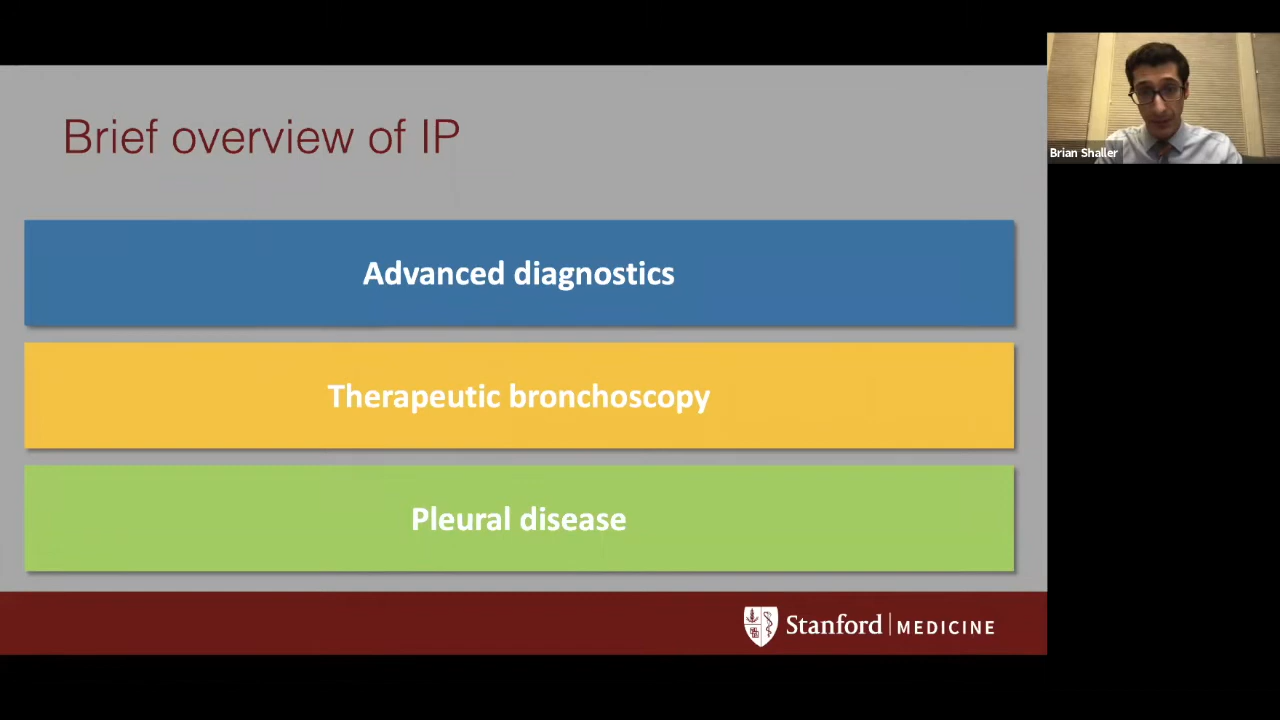 Brief overview of IP
Brian Shaller
Advanced diagnostics
Therapeutic bronchoscopy
Pleural disease
Stanford MEDICINE